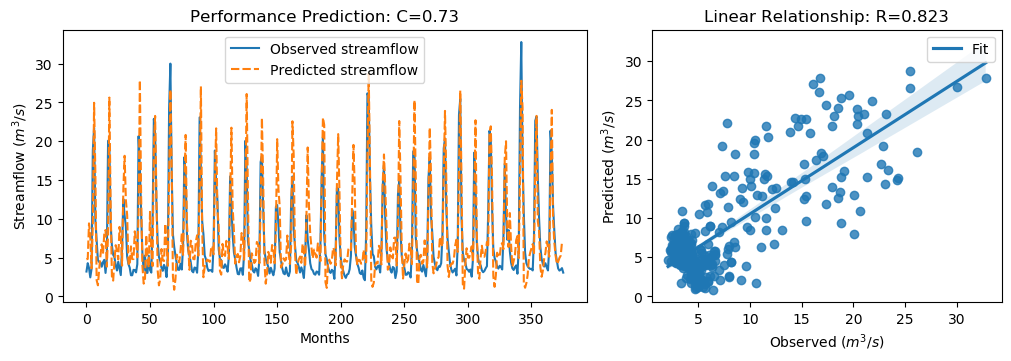 Performance Prediction: C=0.73
Streamflow (m³/s)
30
25
20
15
10
5
0
Observed streamflow
Predicted streamflow
0 50 100 150 200 250 300 350
Months
Linear Relationship: R=0.823
Predicted (m³/s)
30
25
20
15
10
5
0
Fit
5 10 15 20 25 30
Observed (m³/s)